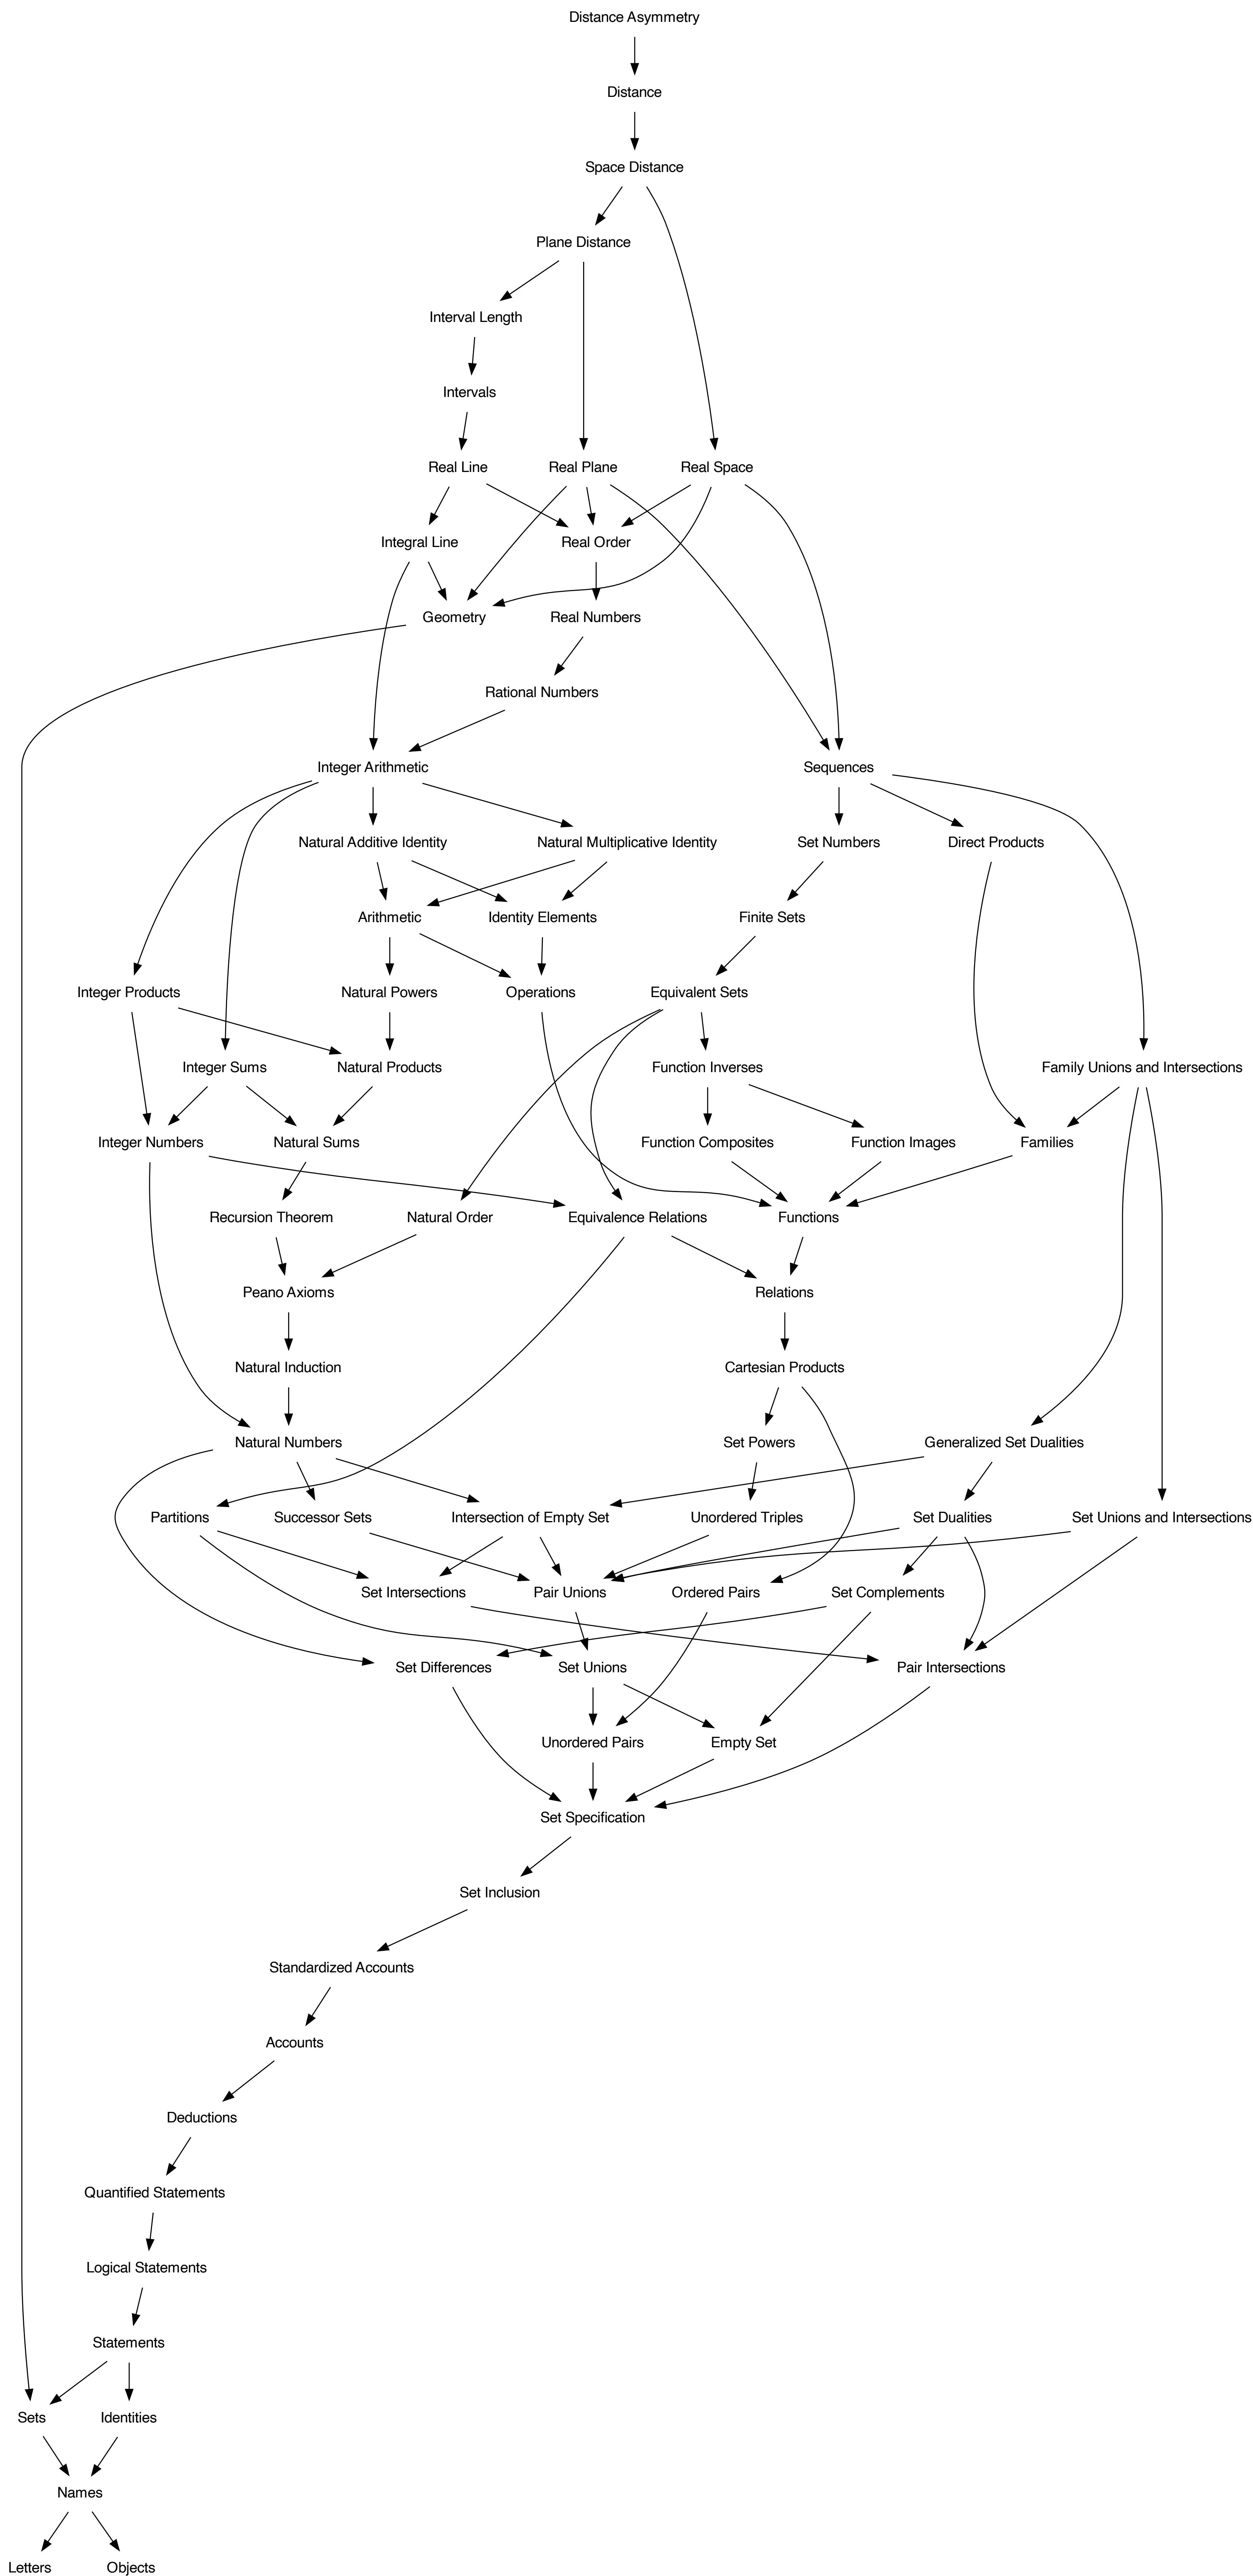 Distance Asymmetry
Distance
Space Distance
Plane Distance
Interval Length
Intervals
Real Line
Real Plane
Real Space
Integral Line
Real Order
Geometry
Real Numbers
Rational Numbers
Integer Arithmetic
Sequences
Natural Additive Identity
Natural Multiplicative Identity
Set Numbers
Direct Products
Arithmetic
Identity Elements
Finite Sets
Integer Products
Natural Powers
Operations
Equivalent Sets
Integer Sums
Natural Products
Function Inverses
Family Unions and Intersections
Integer Numbers
Natural Sums
Function Composites
Function Images
Families
Recursion Theorem
Natural Order
Equivalence Relations
Functions
Peano Axioms
Relations
Natural Induction
Cartesian Products
Natural Numbers
Set Powers
Generalized Set Dualities
Partitions
Successor Sets
Intersection of Empty Set
Unordered Triples
Set Dualities
Set Unions and Intersections
Set Intersections
Pair Unions
Ordered Pairs
Set Complements
Set Differences
Set Unions
Pair Intersections
Unordered Pairs
Empty Set
Set Specification
Set Inclusion
Standardized Accounts
Accounts
Deductions
Quantified Statements
Logical Statements
Statements
Sets
Identities
Names
Letters
Objects